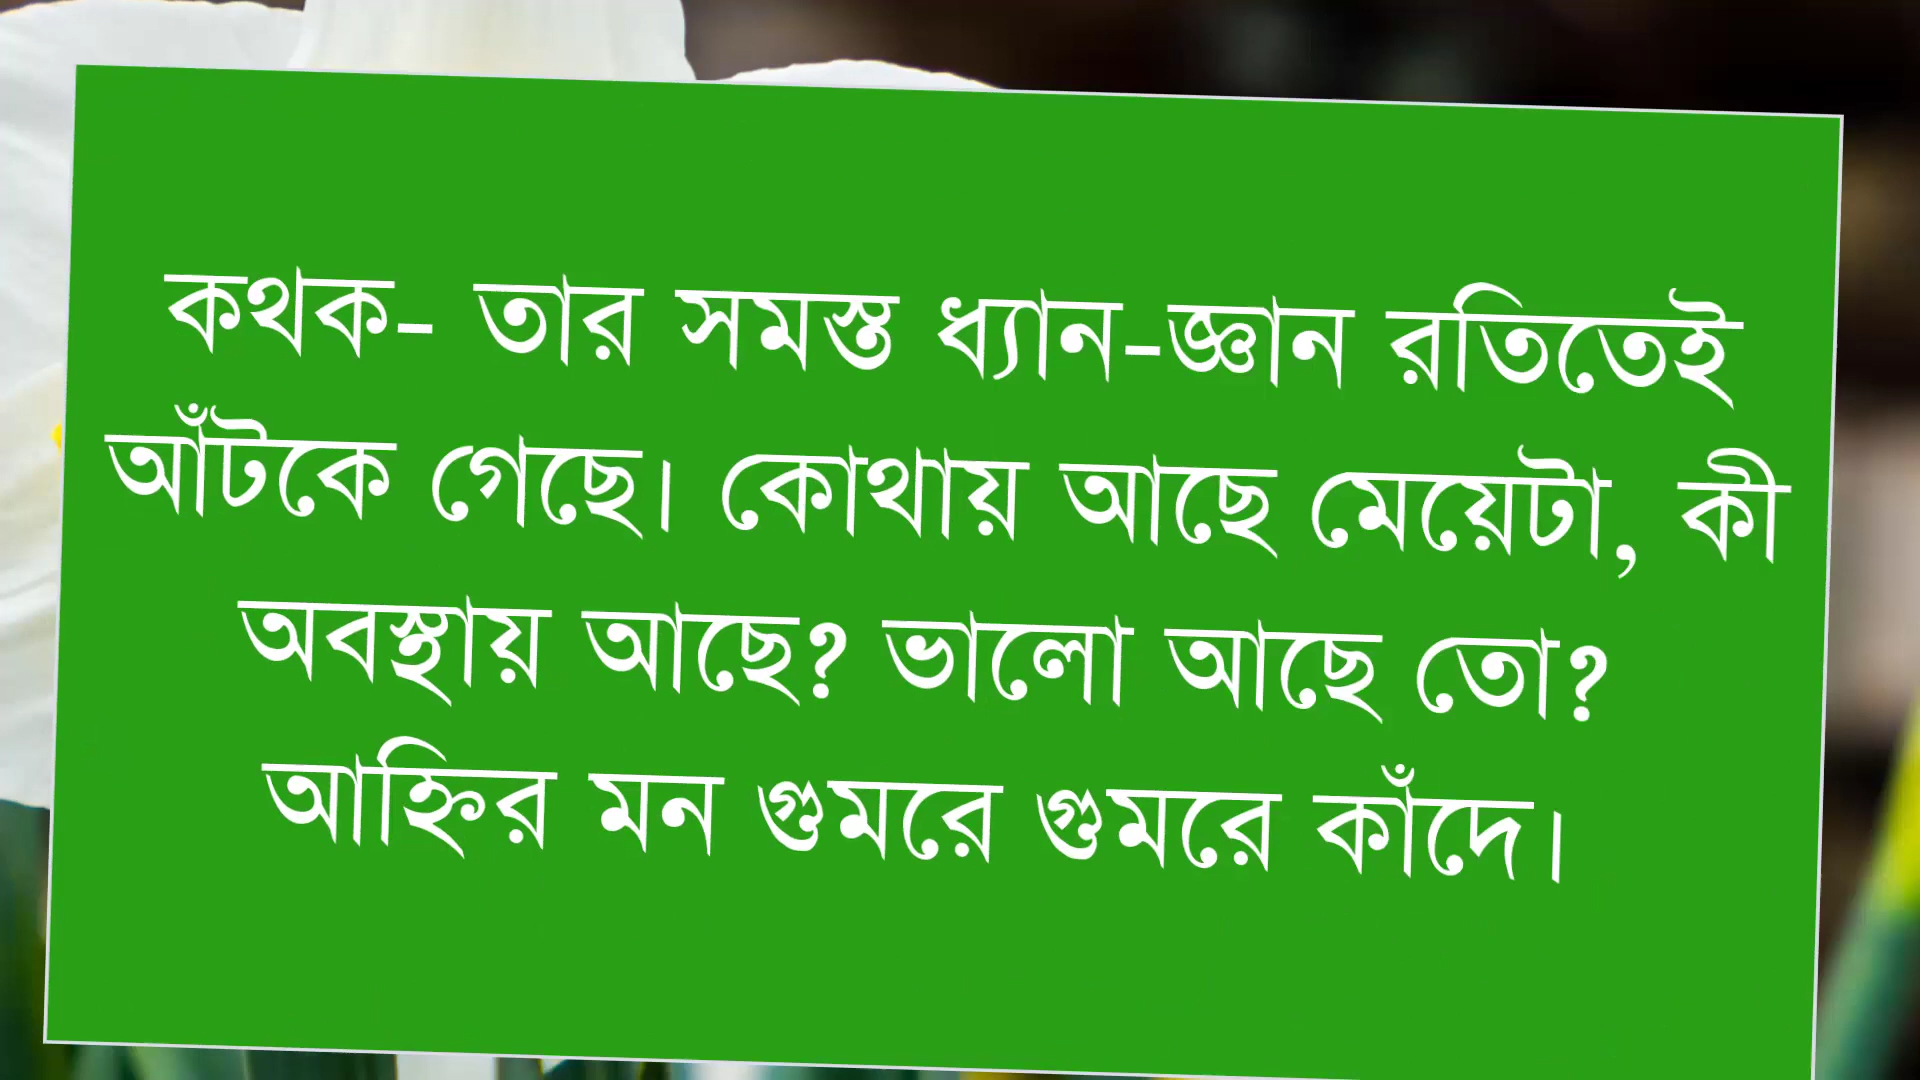 কথক- তার সমস্ত ধ্যান-জ্ঞান রতিতেই
আঁটকে গেছে। কোথায় আছে মেয়েটা, কী
অবস্থায় আছে? ভালো আছে তো?
আহ্নির মন গুমরে গুমরে কাঁদে।